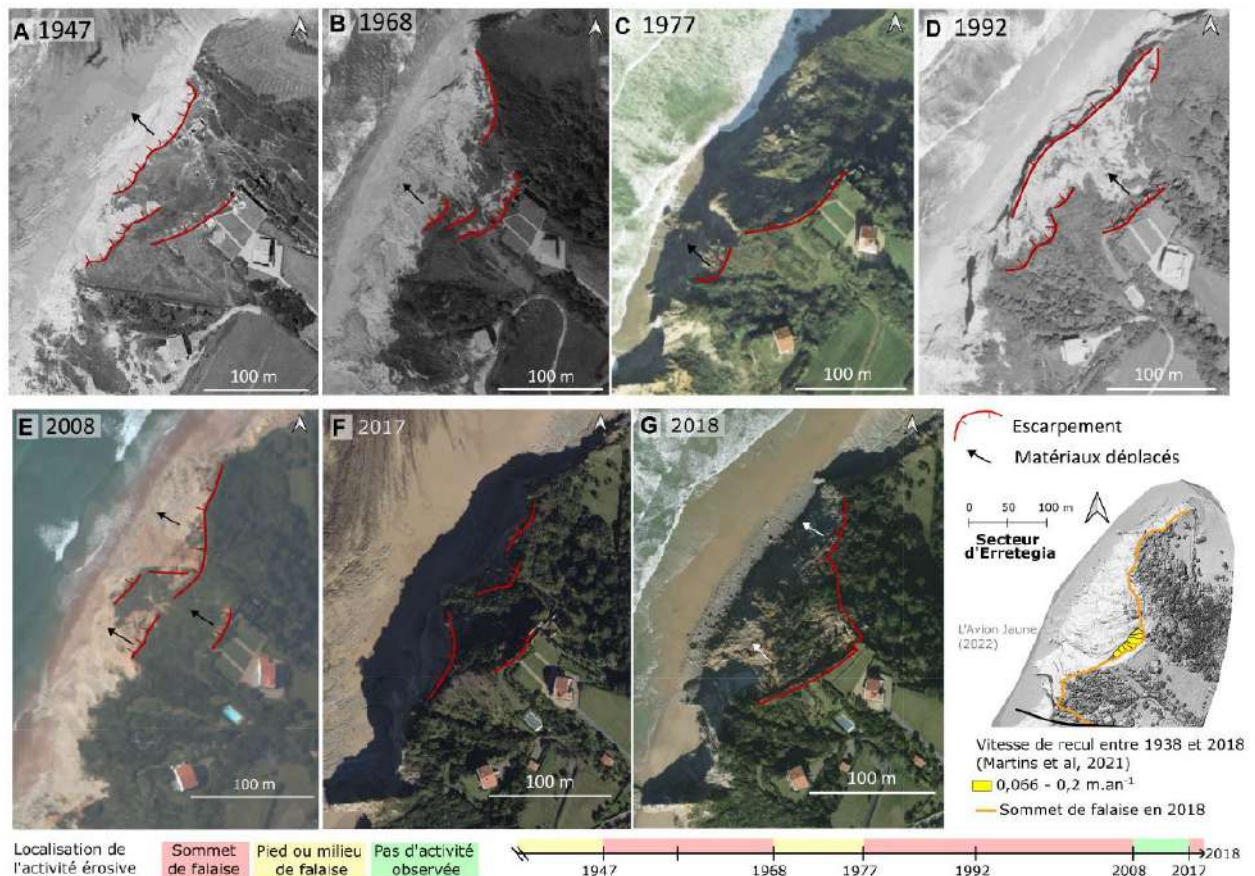 A 1947
B 1968
C 1977
D 1992
100 m
100 m
100 m
100 m
E 2008
F 2017
G 2018
100 m
100 m
100 m
Escarpement
Matériaux déplacés
0 50 100 m
Secteur
d'Erretegia
L'Avion Jaune
(2022)
Vitesse de recul entre 1938 et 2018
(Martins et al, 2021)
0,066 - 0,2 m.an⁻¹
Sommet de falaise en 2018
Localisation de
l'activité érosive
Sommet
de falaise
Pied ou milieu
de falaise
Pas d'activité
observée
1947 1968 1977 1992 2008 2017 2018